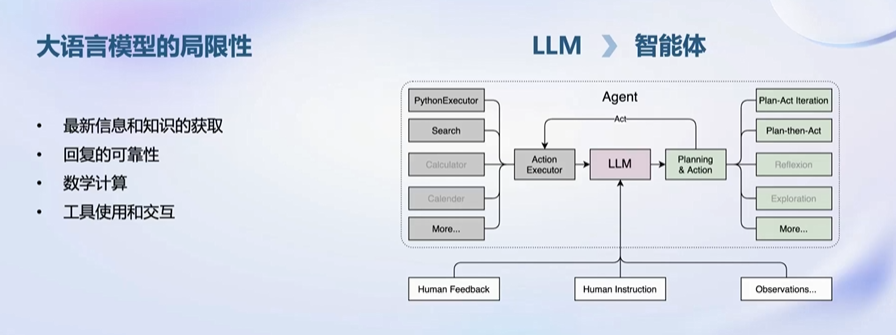 大语言模型的局限性
• 最新信息和知识的获取
• 回复的可靠性
• 数学计算
• 工具使用和交互
LLM 》 智能体
Agent
PythonExecutor
Search
Calculator
Calender
More...
Act
Action
Executor
LLM
Planning
& Action
Plan-Act Iteration
Plan-then-Act
Reflexion
Exploration
More...
Human Feedback
Human Instruction
Observations...